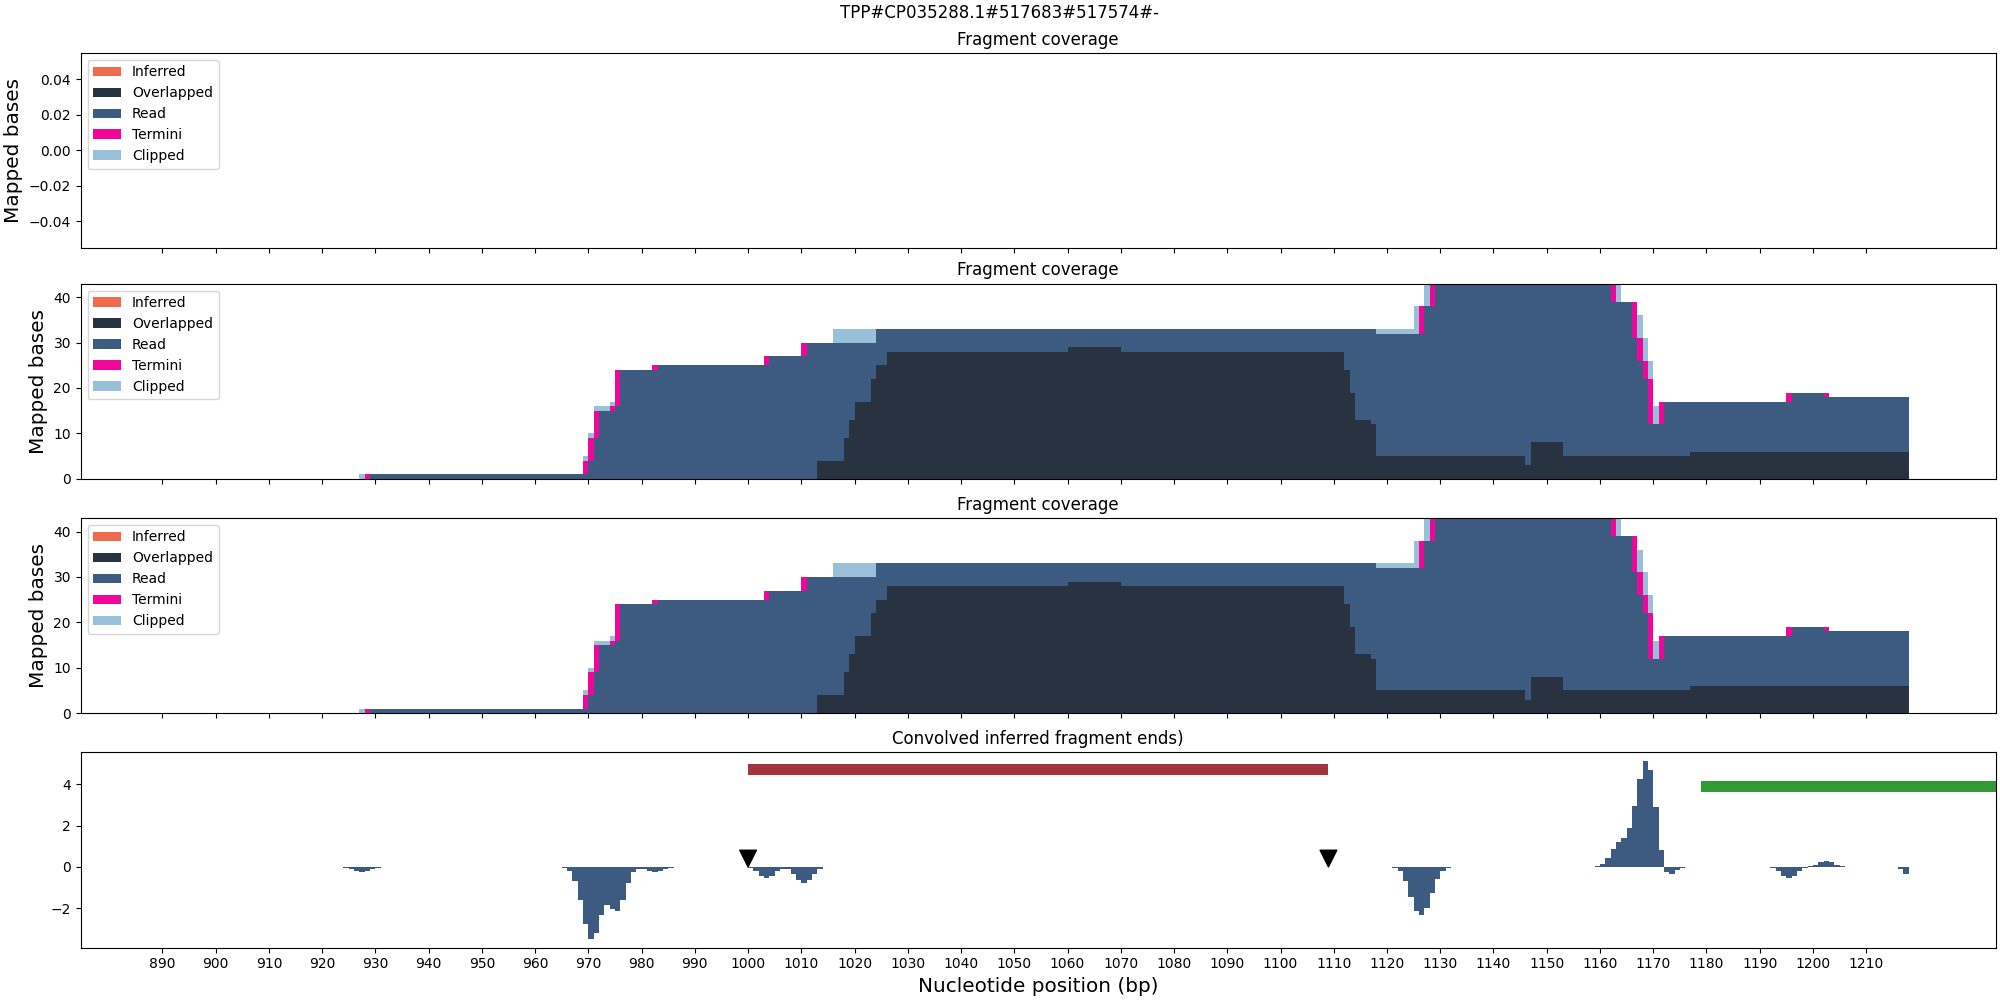 TPP#CP035288.1#517683#517574#-
Fragment coverage
Mapped bases
0.04
0.02
0.00
−0.02
−0.04
Inferred
Overlapped
Read
Termini
Clipped
Fragment coverage
Mapped bases
40
30
20
10
0
Inferred
Overlapped
Read
Termini
Clipped
Fragment coverage
Mapped bases
40
30
20
10
0
Inferred
Overlapped
Read
Termini
Clipped
Convolved inferred fragment ends)
4
2
0
−2
890 900 910 920 930 940 950 960 970 980 990 1000 1010 1020 1030 1040 1050 1060 1070 1080 1090 1100 1110 1120 1130 1140 1150 1160 1170 1180 1190 1200 1210
Nucleotide position (bp)